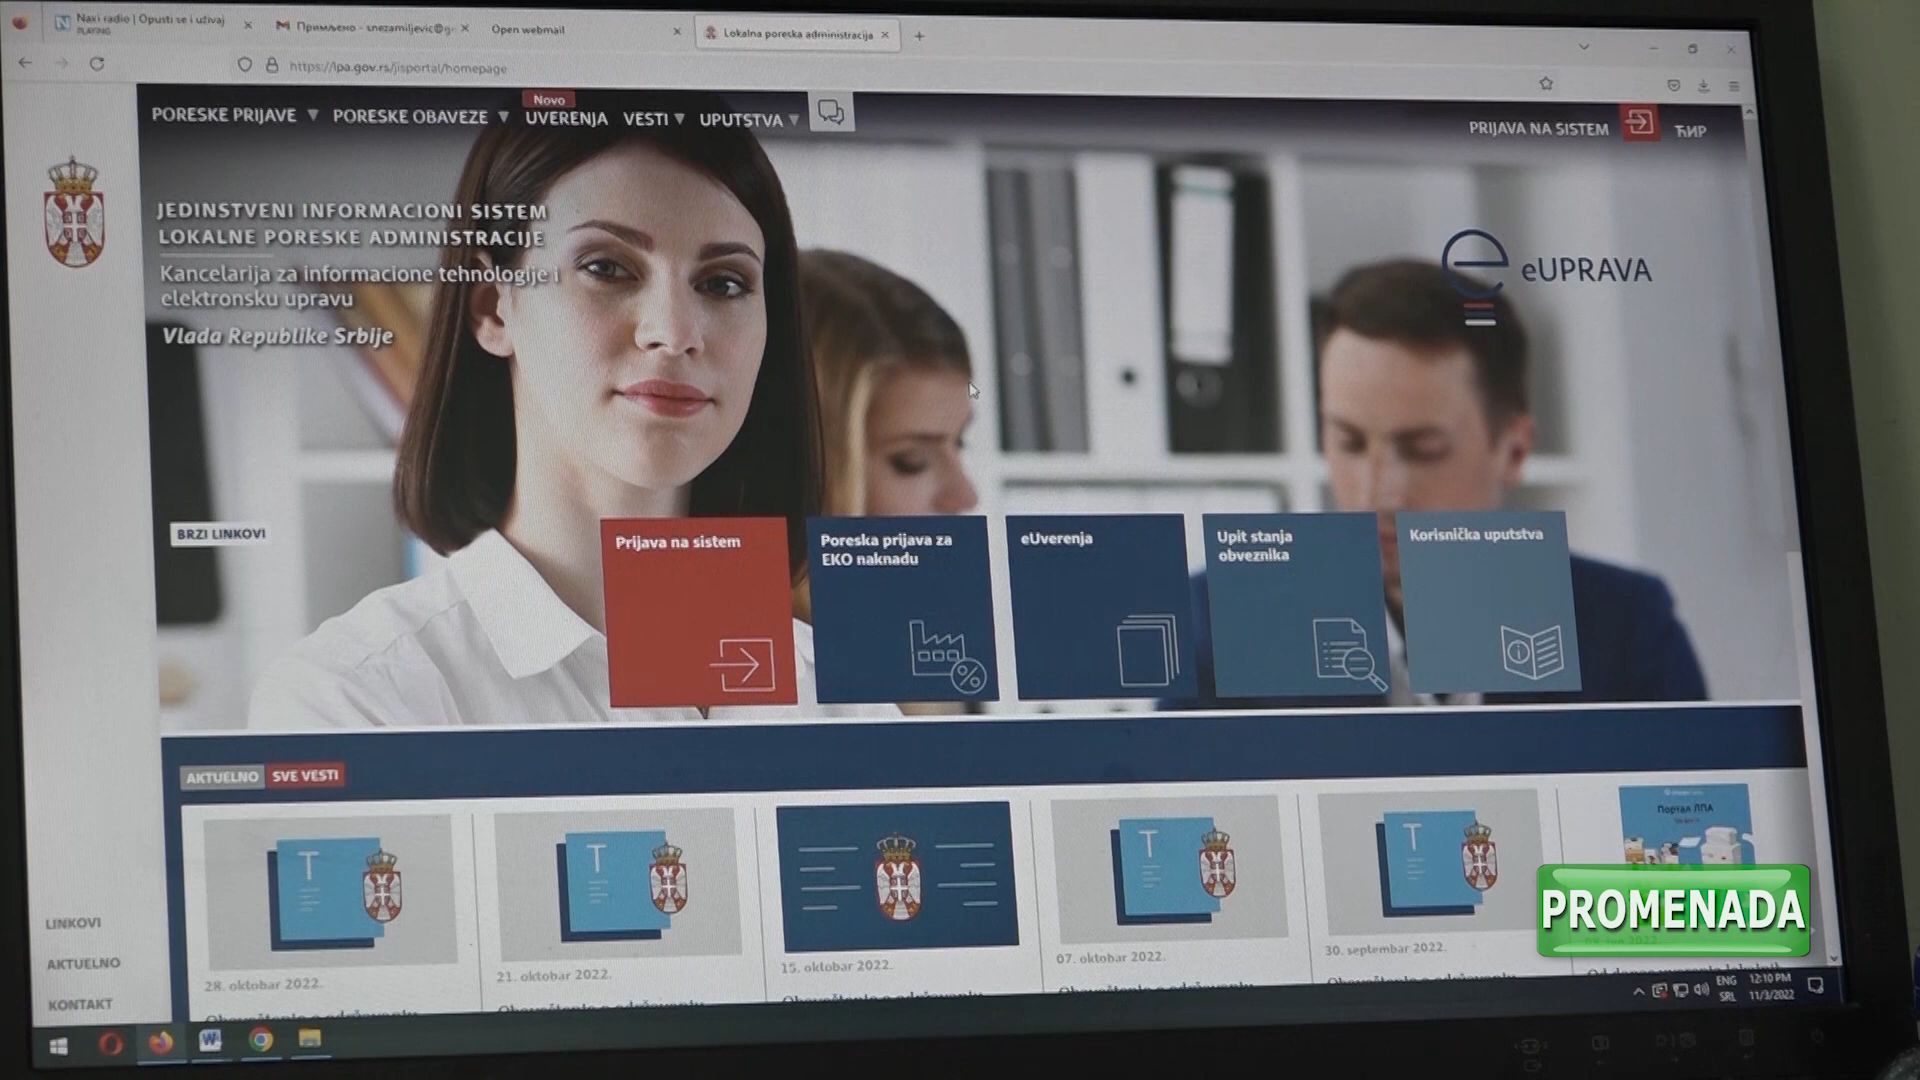 Naxi radio | Opusti se i uživaj
PLAYING
Примљено - snezamiljevic@g
Open webmail
Lokalna poreska administracija
https://lpa.gov.rs/jisportal/homepage
PORESKE PRIJAVE
PORESKE OBAVEZE
Novo
UVERENJA
VESTI
UPUTSTVA
PRIJAVA NA SISTEM
ЋИР
JEDINSTVENI INFORMACIONI SISTEM
LOKALNE PORESKE ADMINISTRACIJE
Kancelarija za informacione tehnologije i
elektronsku upravu
Vlada Republike Srbije
eUPRAVA
BRZI LINKOVI
Prijava na sistem
Poreska prijava za
EKO naknadu
eUverenja
Upit stanja
obveznika
Korisnička uputstva
AKTUELNO
SVE VESTI
Портал ЛПА
28. oktobar 2022.
21. oktobar 2022.
15. oktobar 2022.
07. oktobar 2022.
30. septembar 2022.
LINKOVI
AKTUELNO
KONTAKT
PROMENADA
ENG
SRL
12:10 PM
11/3/2022